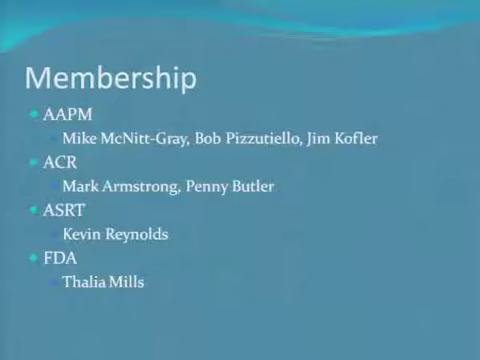 Membership
AAPM
Mike McNitt-Gray, Bob Pizzutiello, Jim Kofler
ACR
Mark Armstrong, Penny Butler
ASRT
Kevin Reynolds
FDA
Thalia Mills